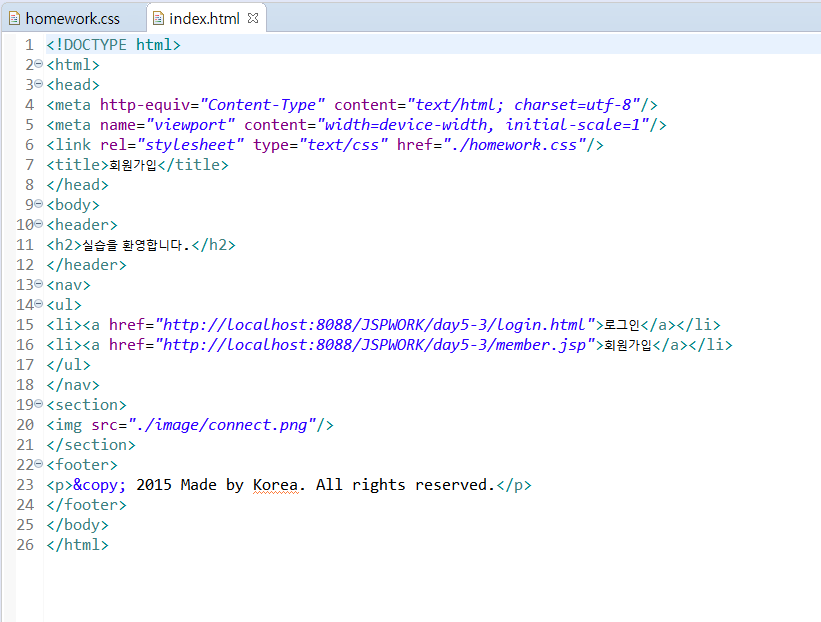 homework.css index.html
1 <!DOCTYPE html>
2 <html>
3 <head>
4 <meta http-equiv="Content-Type" content="text/html; charset=utf-8"/>
5 <meta name="viewport" content="width=device-width, initial-scale=1"/>
6 <link rel="stylesheet" type="text/css" href="./homework.css"/>
7 <title>회원가입</title>
8 </head>
9 <body>
10 <header>
11 <h2>실습을 환영합니다.</h2>
12 </header>
13 <nav>
14 <ul>
15 <li><a href="http://localhost:8088/JSPWORK/day5-3/login.html">로그인</a></li>
16 <li><a href="http://localhost:8088/JSPWORK/day5-3/member.jsp">회원가입</a></li>
17 </ul>
18 </nav>
19 <section>
20 <img src="./image/connect.png"/>
21 </section>
22 <footer>
23 <p>&copy; 2015 Made by Korea. All rights reserved.</p>
24 </footer>
25 </body>
26 </html>